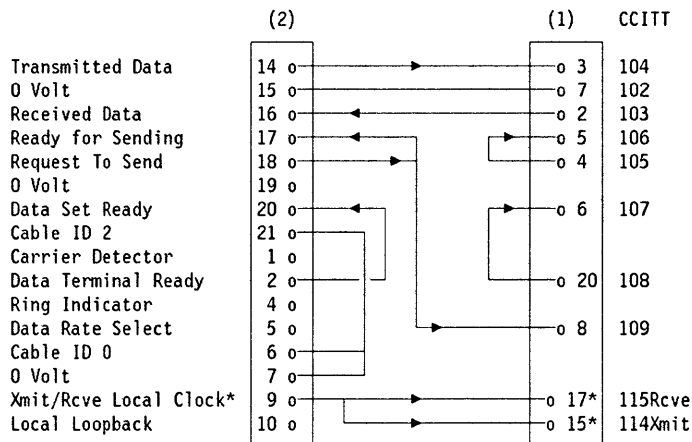 (2) (1) CCITT
Transmitted Data 14 o o 3 104
0 Volt 15 o o 7 102
Received Data 16 o o 2 103
Ready for Sending 17 o o 5 106
Request To Send 18 o o 4 105
0 Volt 19 o
Data Set Ready 20 o o 6 107
Cable ID 2 21 o
Carrier Detector 1 o
Data Terminal Ready 2 o o 20 108
Ring Indicator 4 o
Data Rate Select 5 o o 8 109
Cable ID 0 6 o
0 Volt 7 o
Xmit/Rcve Local Clock* 9 o o 17* 115Rcve
Local Loopback 10 o o 15* 114Xmit